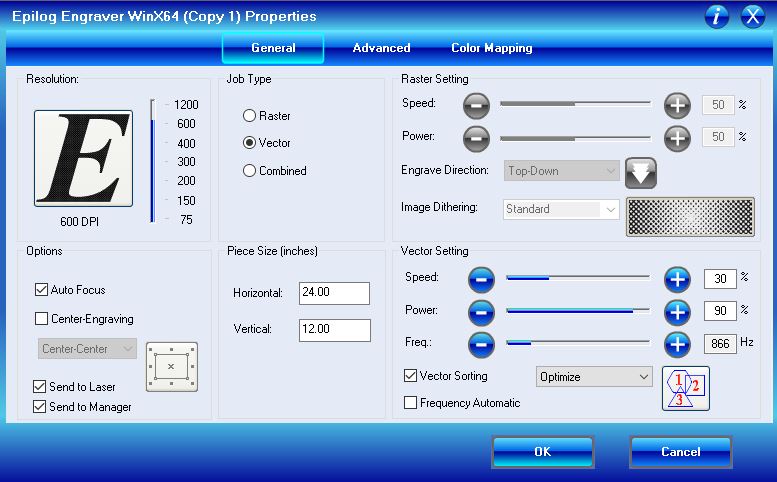 Epilog Engraver WinX64 (Copy 1) Properties
i X
General Advanced Color Mapping
Resolution:
E
1200
600
400
300
200
150
75
600 DPI
Job Type
Raster
Vector
Combined
Raster Setting
Speed: 50 %
Power: 50 %
Engrave Direction: Top-Down
Image Dithering: Standard
Options
Auto Focus
Center-Engraving
Center-Center
Send to Laser
Send to Manager
Piece Size (inches)
Horizontal: 24.00
Vertical: 12.00
Vector Setting
Speed: 30 %
Power: 90 %
Freq.: 866 Hz
Vector Sorting Optimize
1 2
3
Frequency Automatic
OK Cancel